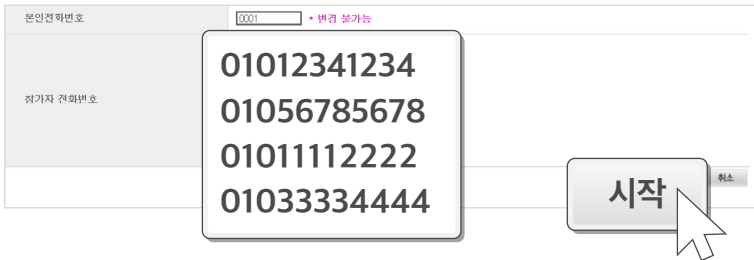 본인전화번호
0001 * 변경 불가능
참가자 전화번호
01012341234
01056785678
01011112222
01033334444
시작
취소